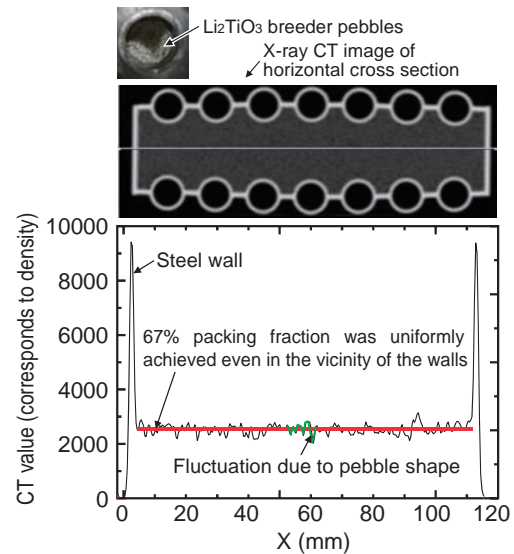 Li2TiO3 breeder pebbles
X-ray CT image of
horizontal cross section
10000
8000
6000
4000
2000
0
CT value (corresponds to density)
Steel wall
67% packing fraction was uniformly
achieved even in the vicinity of the walls
Fluctuation due to pebble shape
0 20 40 60 80 100 120
X (mm)